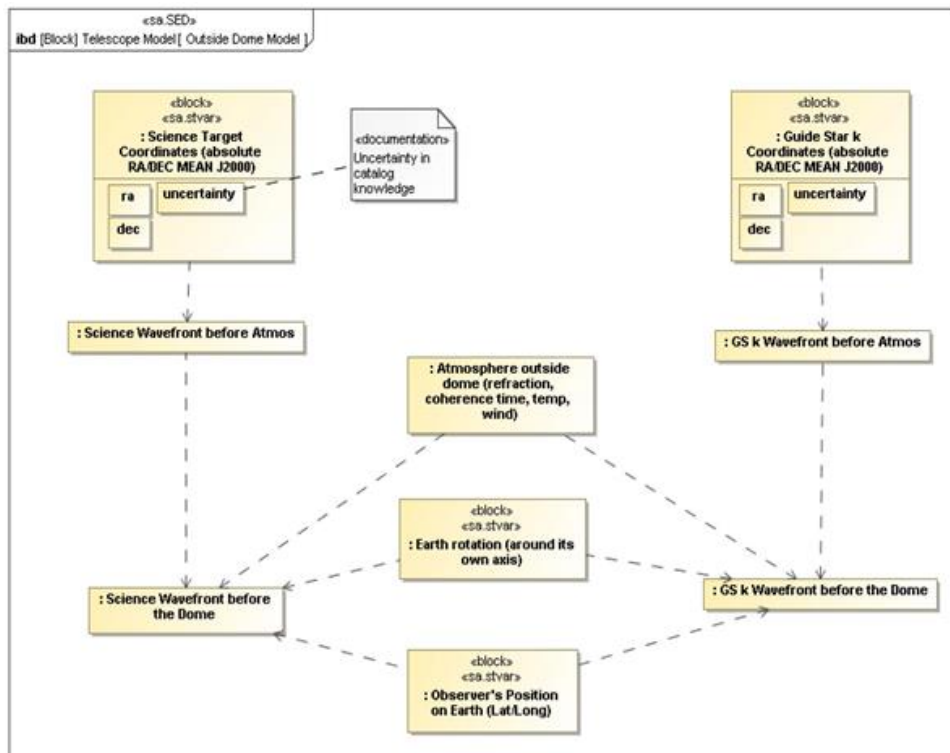 «sa.SED»
ibd [Block] Telescope Model[ Outside Dome Model ]
«block»
«sa.stvar»
: Science Target
Coordinates (absolute
RA/DEC MEAN J2000)
ra
uncertainty
dec
«documentation»
Uncertainty in
catalog
knowledge
«block»
«sa.stvar»
: Guide Star k
Coordinates (absolute
RA/DEC MEAN J2000)
ra
uncertainty
dec
: Science Wavefront before Atmos
: GS k Wavefront before Atmos
: Atmosphere outside
dome (refraction,
coherence time, temp,
wind)
«block»
«sa.stvar»
: Earth rotation (around its
own axis)
: Science Wavefront before
the Dome
: GS k Wavefront before the Dome
«block»
«sa.stvar»
: Observer's Position
on Earth (Lat/Long)